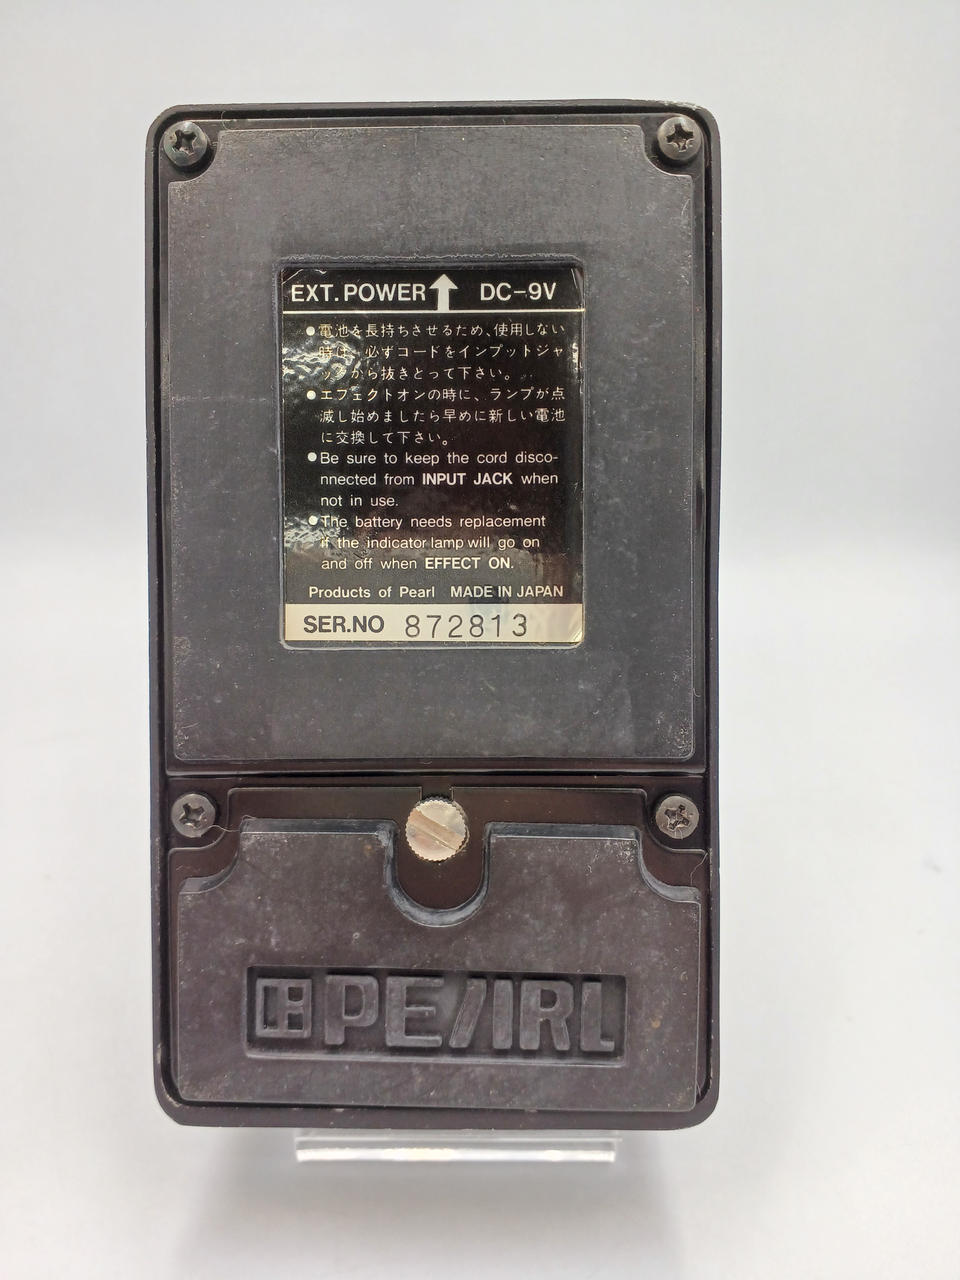 EXT. POWER DC-9V
●電池を長持ちさせるため、使用しない
時は、必ずコードをインプットジャ
ックから抜きとって下さい。
●エフェクトオンの時に、ランプが点
滅し始めましたら早めに新しい電池
に交換して下さい。
●Be sure to keep the cord disco-
nnected from INPUT JACK when
not in use.
●The battery needs replacement
if the indicator lamp will go on
and off when EFFECT ON.
Products of Pearl MADE IN JAPAN
SER.NO 872813
PEARL